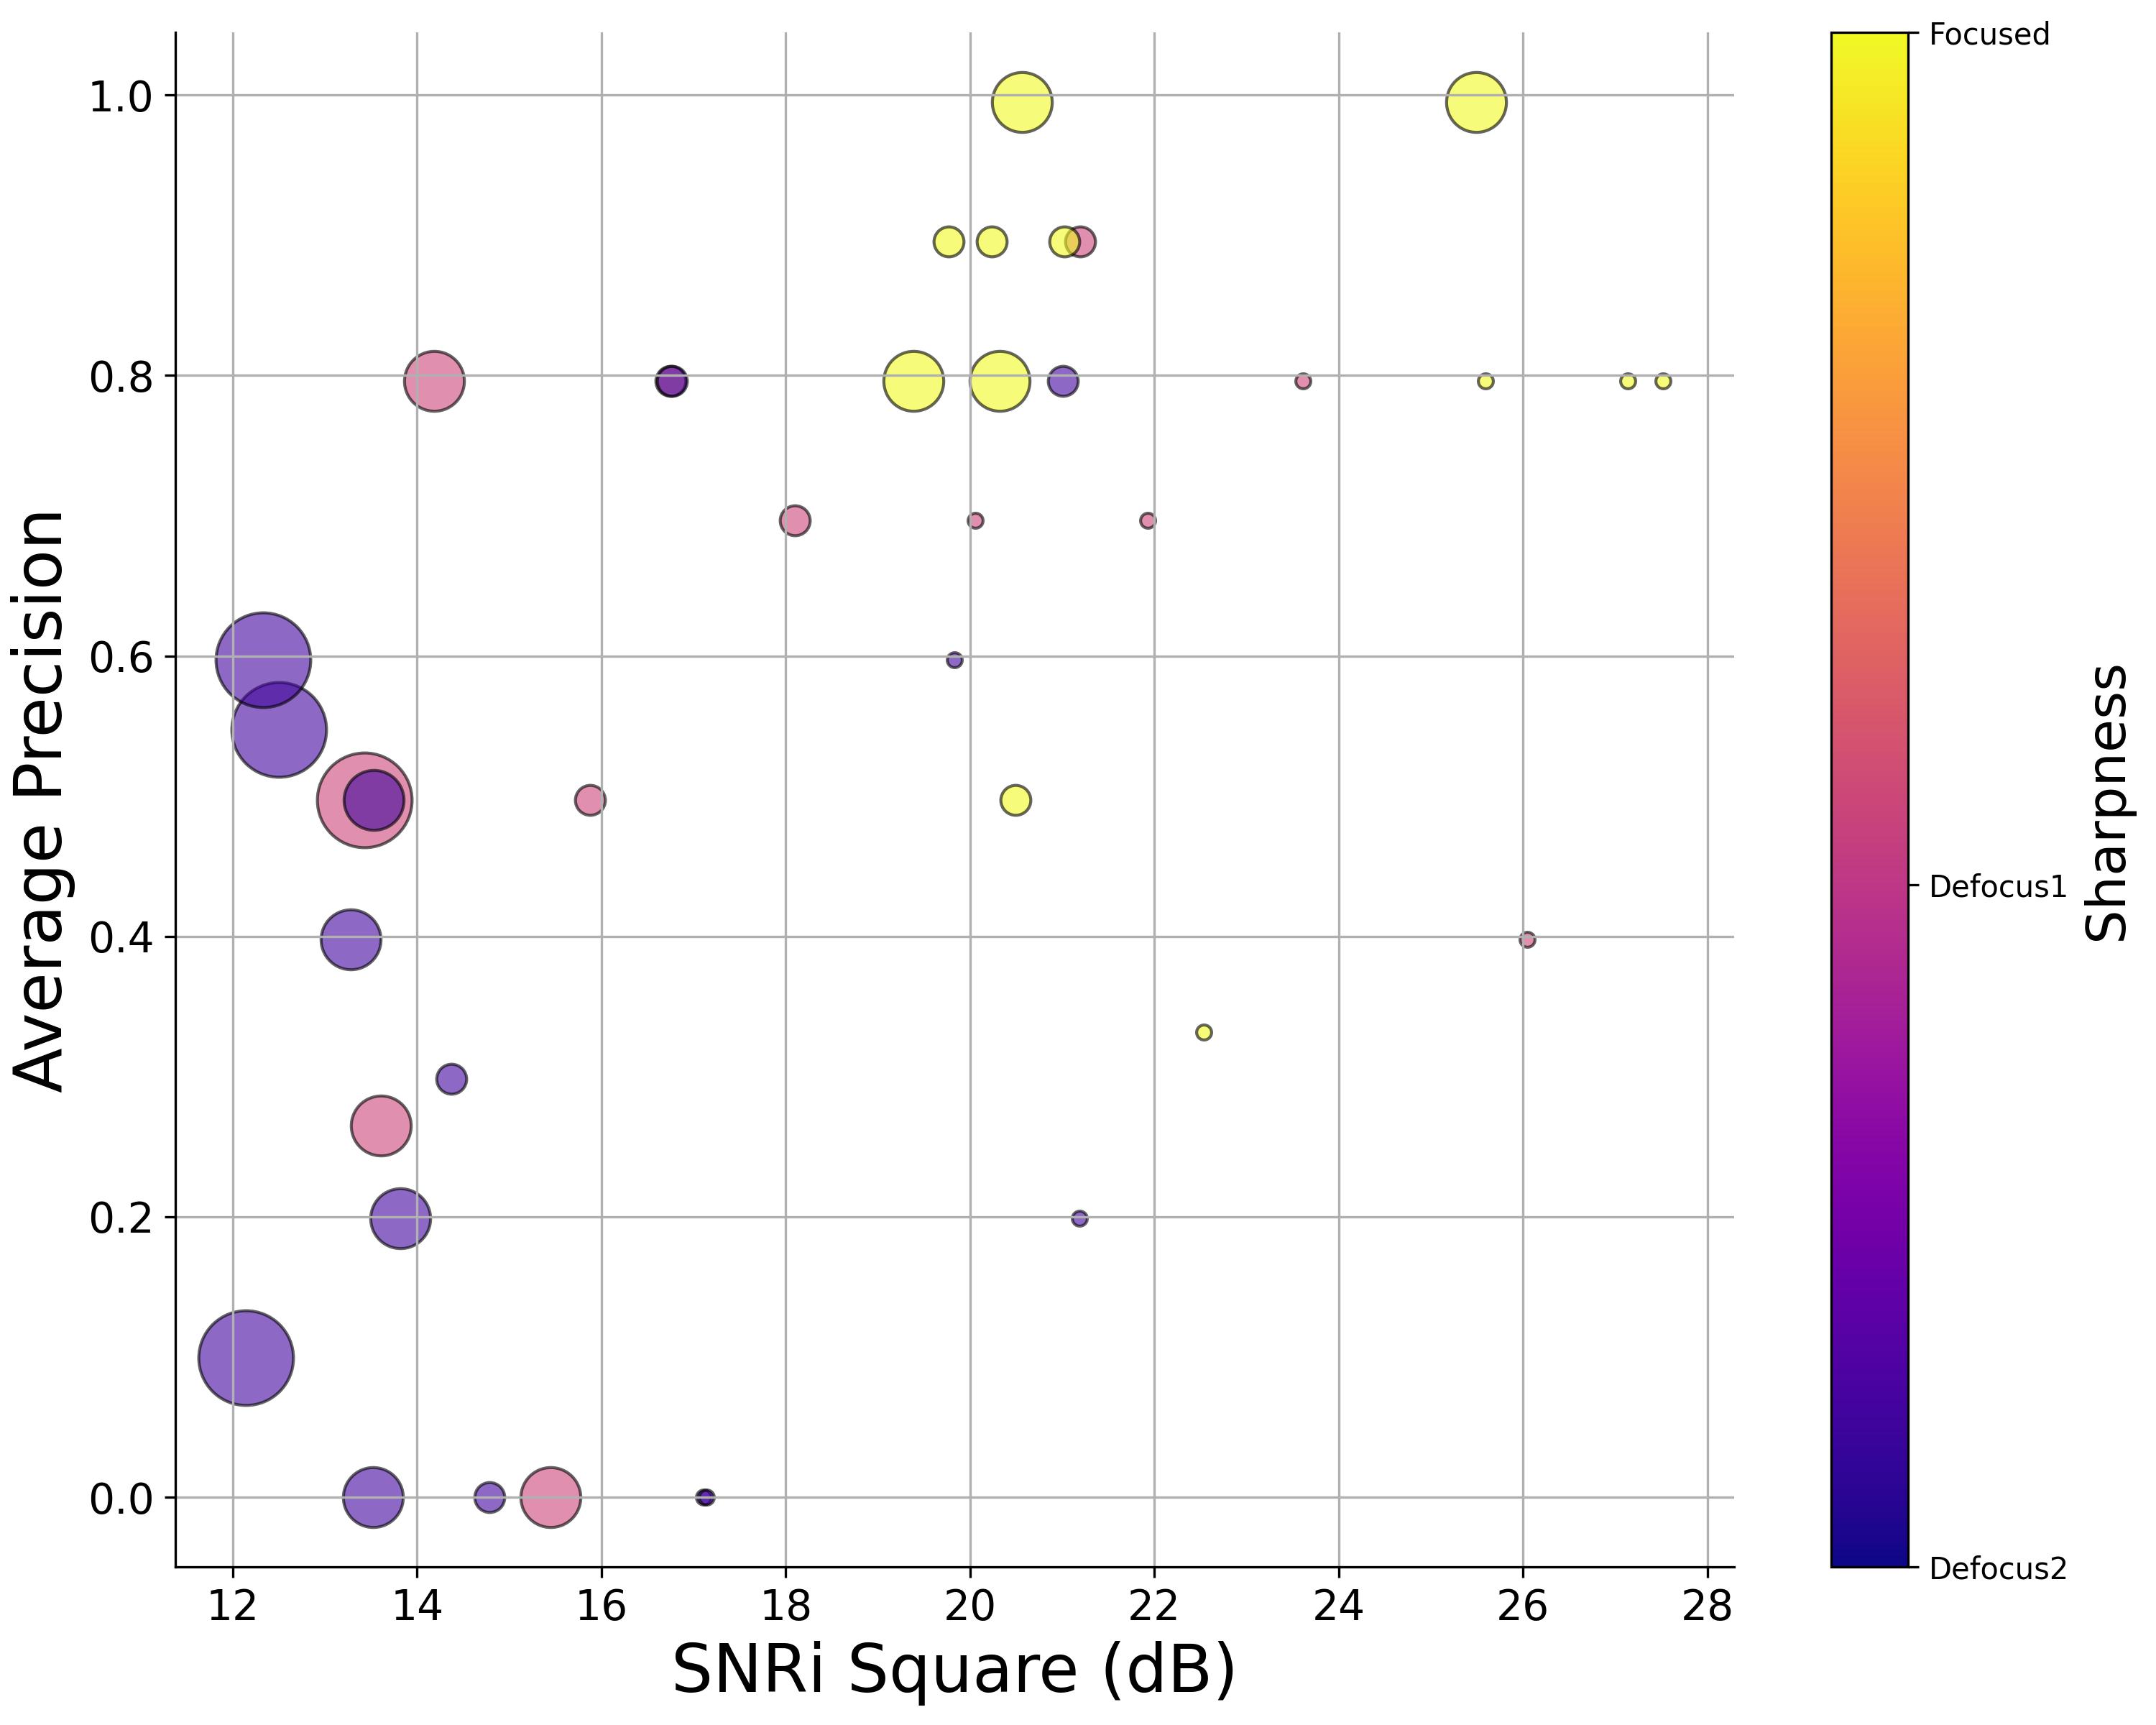 Average Precision
1.0
0.8
0.6
0.4
0.2
0.0
12 14 16 18 20 22 24 26 28
SNRi Square (dB)
Focused
Defocus1
Defocus2
Sharpness